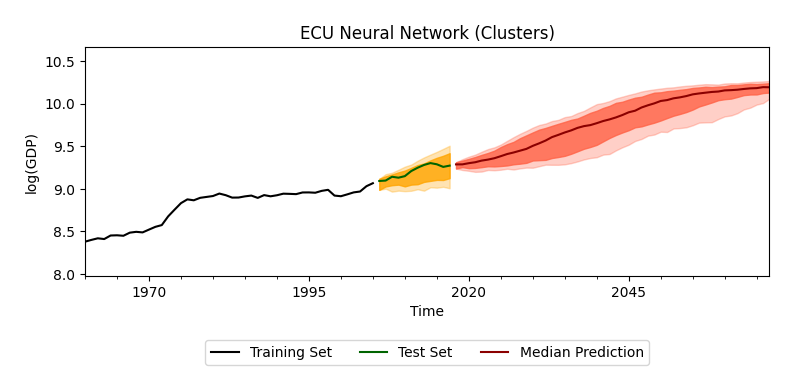 ECU Neural Network (Clusters)
10.5
10.0
9.5
9.0
8.5
8.0
log(GDP)
1970 1995 2020 2045
Time
Training Set Test Set Median Prediction